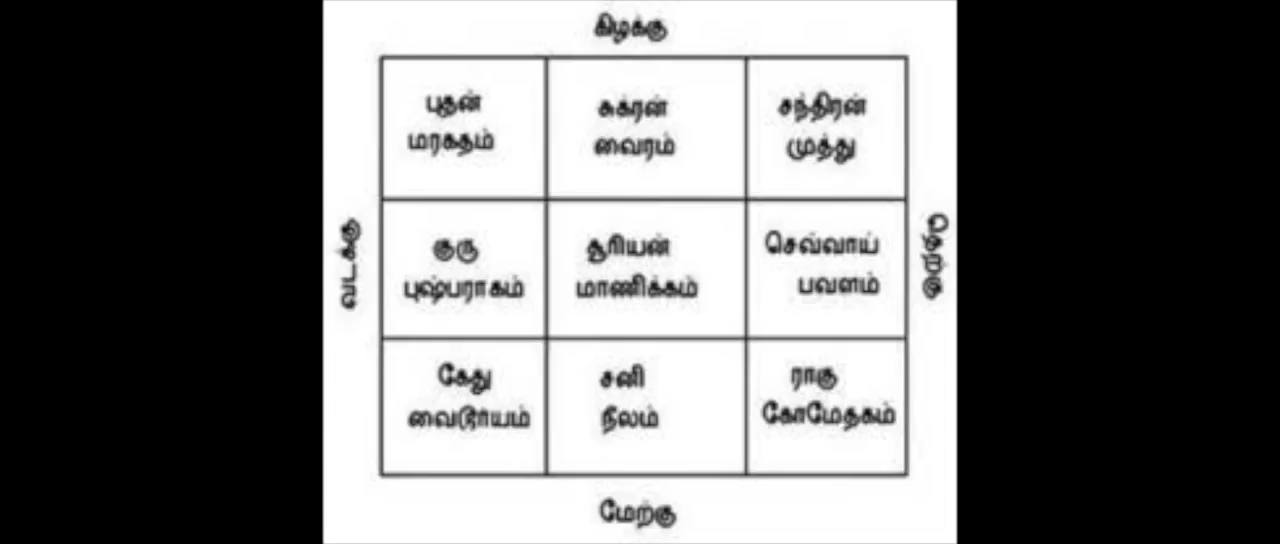 கிழக்கு
புதன் சுக்ரன் சந்திரன்
மரகதம் வைரம் முத்து
வடக்கு
குரு சூரியன் செவ்வாய்
புஷ்பராகம் மாணிக்கம் பவளம்
தெற்கு
கேது சனி ராகு
வைடூர்யம் நீலம் கோமேதகம்
மேற்கு